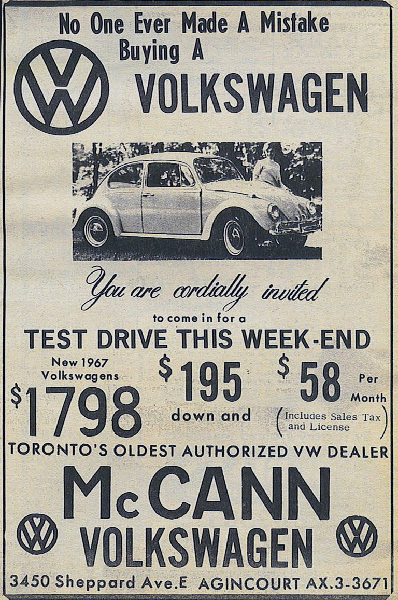 No One Ever Made A Mistake
Buying A
VOLKSWAGEN
You are cordially invited
to come in for a
TEST DRIVE THIS WEEK-END
New 1967
Volkswagens
$1798
$195
down and
$58
Per
Month
(Includes Sales Tax
and License)
TORONTO'S OLDEST AUTHORIZED VW DEALER
McCANN
VOLKSWAGEN
3450 Sheppard Ave.E AGINCOURT AX.3-3671